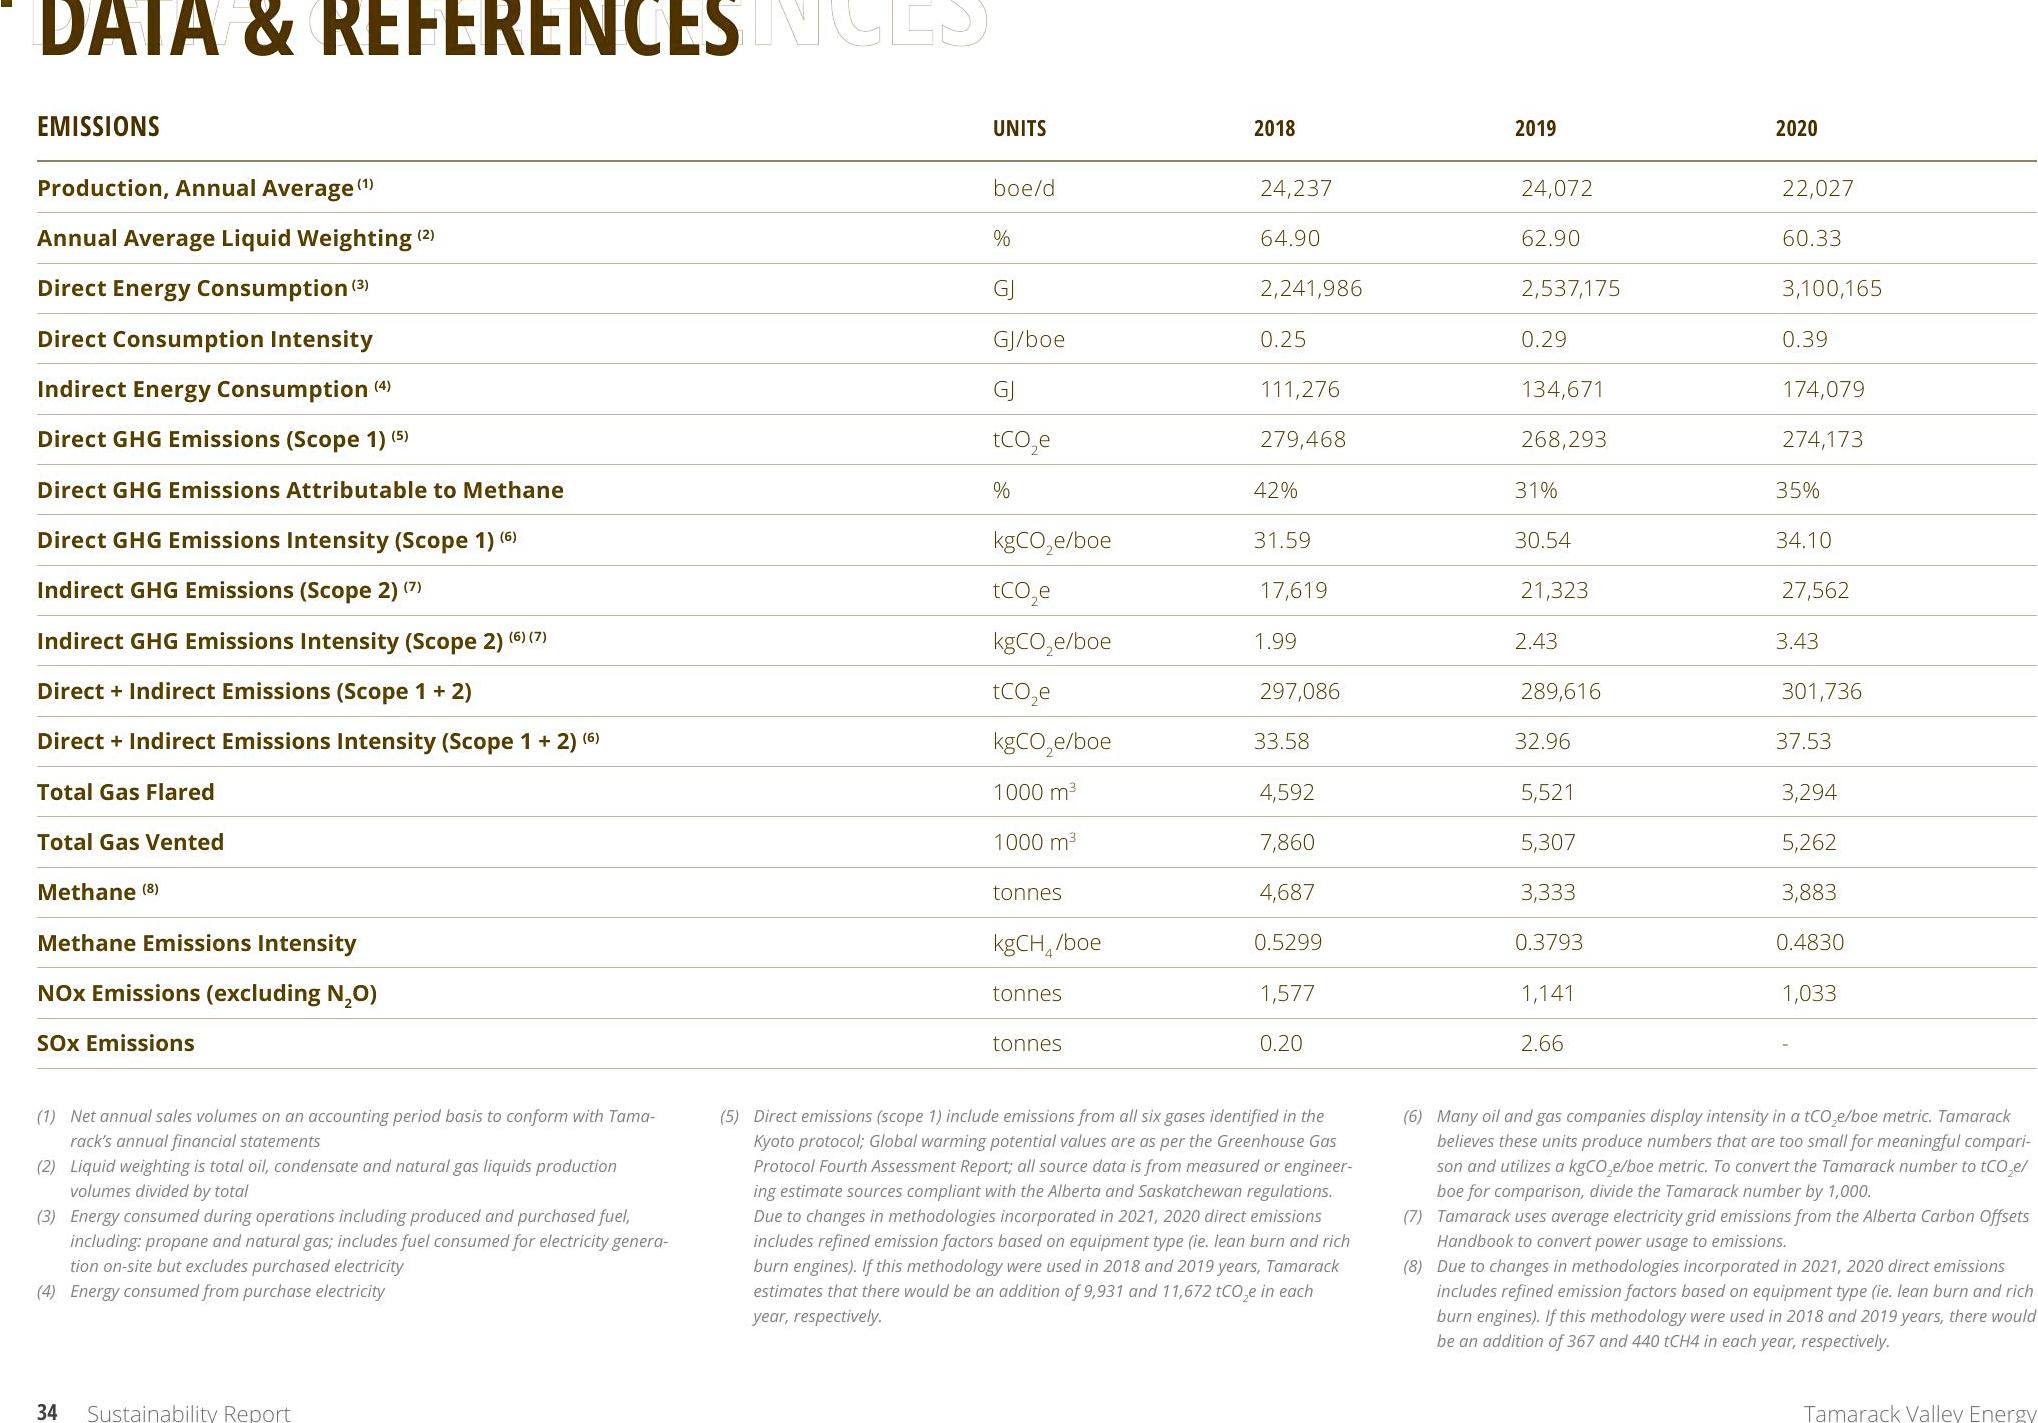 DATA & REFERENCES
EMISSIONS UNITS 2018 2019 2020
Production, Annual Average (1) boe/d 24,237 24,072 22,027
Annual Average Liquid Weighting (2) % 64.90 62.90 60.33
Direct Energy Consumption (3) GJ 2,241,986 2,537,175 3,100,165
Direct Consumption Intensity GJ/boe 0.25 0.29 0.39
Indirect Energy Consumption (4) GJ 111,276 134,671 174,079
Direct GHG Emissions (Scope 1) (5) tCO2e 279,468 268,293 274,173
Direct GHG Emissions Attributable to Methane % 42% 31% 35%
Direct GHG Emissions Intensity (Scope 1) (6) kgCO2e/boe 31.59 30.54 34.10
Indirect GHG Emissions (Scope 2) (7) tCO2e 17,619 21,323 27,562
Indirect GHG Emissions Intensity (Scope 2) (6) (7) kgCO2e/boe 1.99 2.43 3.43
Direct + Indirect Emissions (Scope 1 + 2) tCO2e 297,086 289,616 301,736
Direct + Indirect Emissions Intensity (Scope 1 + 2) (6) kgCO2e/boe 33.58 32.96 37.53
Total Gas Flared 1000 m3 4,592 5,521 3,294
Total Gas Vented 1000 m3 7,860 5,307 5,262
Methane (8) tonnes 4,687 3,333 3,883
Methane Emissions Intensity kgCH4/boe 0.5299 0.3793 0.4830
NOx Emissions (excluding N2O) tonnes 1,577 1,141 1,033
SOx Emissions tonnes 0.20 2.66 -
(1) Net annual sales volumes on an accounting period basis to conform with Tama-
rack's annual financial statements
(2) Liquid weighting is total oil, condensate and natural gas liquids production
volumes divided by total
(3) Energy consumed during operations including produced and purchased fuel,
including: propane and natural gas; includes fuel consumed for electricity genera-
tion on-site but excludes purchased electricity
(4) Energy consumed from purchase electricity
(5) Direct emissions (scope 1) include emissions from all six gases identified in the
Kyoto protocol; Global warming potential values are as per the Greenhouse Gas
Protocol Fourth Assessment Report; all source data is from measured or engineer-
ing estimate sources compliant with the Alberta and Saskatchewan regulations.
Due to changes in methodologies incorporated in 2021, 2020 direct emissions
includes refined emission factors based on equipment type (ie. lean burn and rich
burn engines). If this methodology were used in 2018 and 2019 years, Tamarack
estimates that there would be an addition of 9,931 and 11,672 tCO2e in each
year, respectively.
(6) Many oil and gas companies display intensity in a tCO2e/boe metric. Tamarack
believes these units produce numbers that are too small for meaningful compari-
son and utilizes a kgCO2e/boe metric. To convert the Tamarack number to tCO2e/
boe for comparison, divide the Tamarack number by 1,000.
(7) Tamarack uses average electricity grid emissions from the Alberta Carbon Offsets
Handbook to convert power usage to emissions.
(8) Due to changes in methodologies incorporated in 2021, 2020 direct emissions
includes refined emission factors based on equipment type (ie. lean burn and rich
burn engines). If this methodology were used in 2018 and 2019 years, there would
be an addition of 367 and 440 tCH4 in each year, respectively.
34 Sustainability Report Tamarack Valley Energy